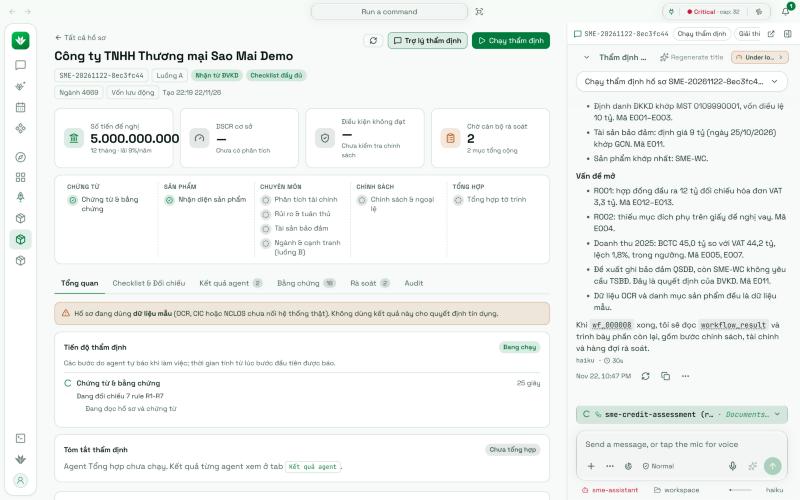 Run a command
Critical · cap: 32
1
Tất cả hồ sơ
Công ty TNHH Thương mại Sao Mai Demo
Trợ lý thẩm định
Chạy thẩm định
SME-20261122-8ec3fc44
Luồng A
Nhận từ ĐVKD
Checklist đầy đủ
Ngành 4669
Vốn lưu động
Tạo 22:19 22/11/26
Số tiền đề nghị
5.000.000.000
12 tháng · lãi 9%/năm
DSCR cơ sở
—
Chưa có phân tích
Điều kiện không đạt
—
Chưa kiểm tra chính
sách
Chờ cán bộ rà soát
2
2 mục tổng cộng
CHỨNG TỪ
Chứng từ & bằng
chứng
SẢN PHẨM
Nhận diện sản phẩm
CHUYÊN MÔN
Phân tích tài chính
Rủi ro & tuân thủ
Tài sản bảo đảm
Ngành & cạnh tranh
(luồng B)
CHÍNH SÁCH
Chính sách & ngoại
lệ
TỔNG HỢP
Tổng hợp tờ trình
Tổng quan
Checklist & Đối chiếu
Kết quả agent 2
Bằng chứng 18
Rà soát 2
Audit
Hồ sơ đang dùng dữ liệu mẫu (OCR, CIC hoặc NCLOS chưa nối hệ thống thật). Không dùng kết quả này cho quyết định tín dụng.
Tiến độ thẩm định
Đang chạy
Các bước do agent tự báo khi làm việc; thời gian tính từ lúc bước đầu tiên được báo.
Chứng từ & bằng chứng
25 giây
Đang đối chiếu 7 rule R1-R7
Đang đọc hồ sơ và chứng từ
Tóm tắt thẩm định
Chưa tổng hợp
Agent Tổng hợp chưa chạy. Kết quả từng agent xem ở tab Kết quả agent.
SME-20261122-8ec3fc44
Chạy thẩm định
Giải thí
Thẩm định ...
Regenerate title
Under lo...
Chạy thẩm định hồ sơ SME-20261122-8ec3fc4...
Định danh ĐKKD khớp MST 0109990001, vốn điều lệ
10 tỷ. Mã E001–E003.
Tài sản bảo đảm: định giá 9 tỷ (ngày 25/10/2026)
khớp GCN. Mã E011.
Sản phẩm khớp nhất: SME-WC.
Vấn đề mở
R001: hợp đồng đầu ra 12 tỷ đối chiếu hóa đơn VAT
3,3 tỷ. Mã E012–E013.
R002: thiếu mục đích phụ trên giấy đề nghị vay. Mã
E004.
Doanh thu 2025: BCTC 45,0 tỷ so với VAT 44,2 tỷ,
lệch 1,8%, trong ngưỡng. Mã E005, E007.
Đề xuất ghi bảo đảm QSDĐ, còn SME-WC không yêu
cầu TSBĐ. Đây là quyết định của ĐVKD. Mã E011.
Dữ liệu OCR và danh mục sản phẩm đều là dữ liệu
mẫu.
Khi wf_000008 xong, tôi sẽ đọc workflow_result và
trình bày phần còn lại, gồm bước chính sách, tài chính
và hàng đợi rà soát.
haiku · 30s
Nov 22, 10:47 PM
sme-credit-assessment (r… · Documents…
Send a message, or tap the mic for voice
Normal
sme-assistant
workspace
haiku